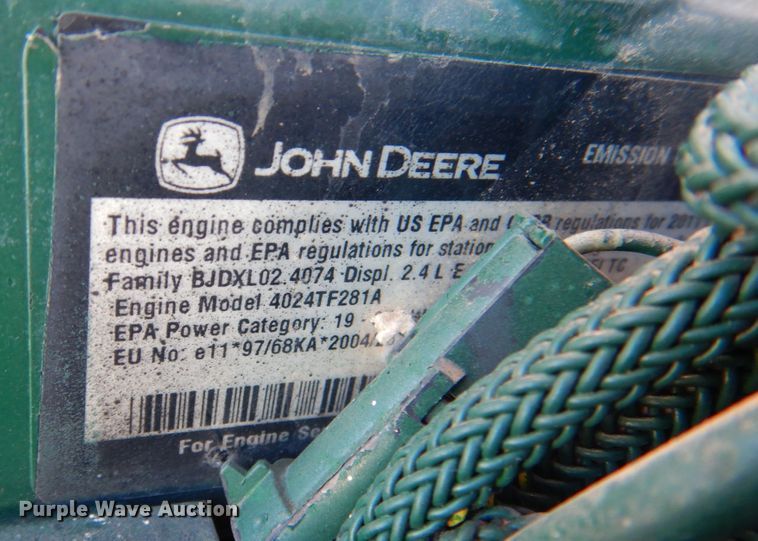 JOHN DEERE
EMISSION
This engine complies with US EPA and regulations for
engines and EPA regulations for
Family BJDXL02.4074 Displ. 2.4 L
Engine Model 4024TF281A
EPA Power Category: 19
EU No: e11*97/68KA*2004/
For Engine
Purple Wave Auction